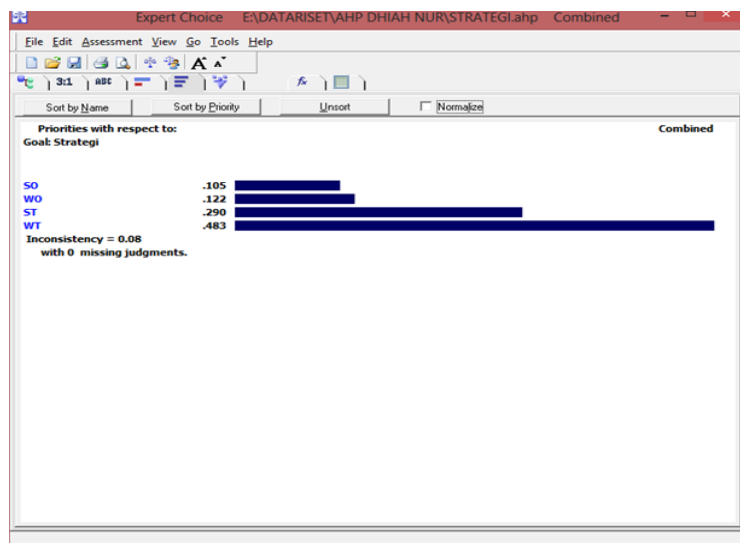 Expert Choice E:\DATARISET\AHP DHIAH NUR\STRATEGI.ahp Combined
File Edit Assessment View Go Tools Help
A A
3:1 ABC fx
Sort by Name Sort by Priority Unsort Normalize
Priorities with respect to: Combined
Goal: Strategi
SO .105
WO .122
ST .290
WT .483
Inconsistency = 0.08
with 0 missing judgments.